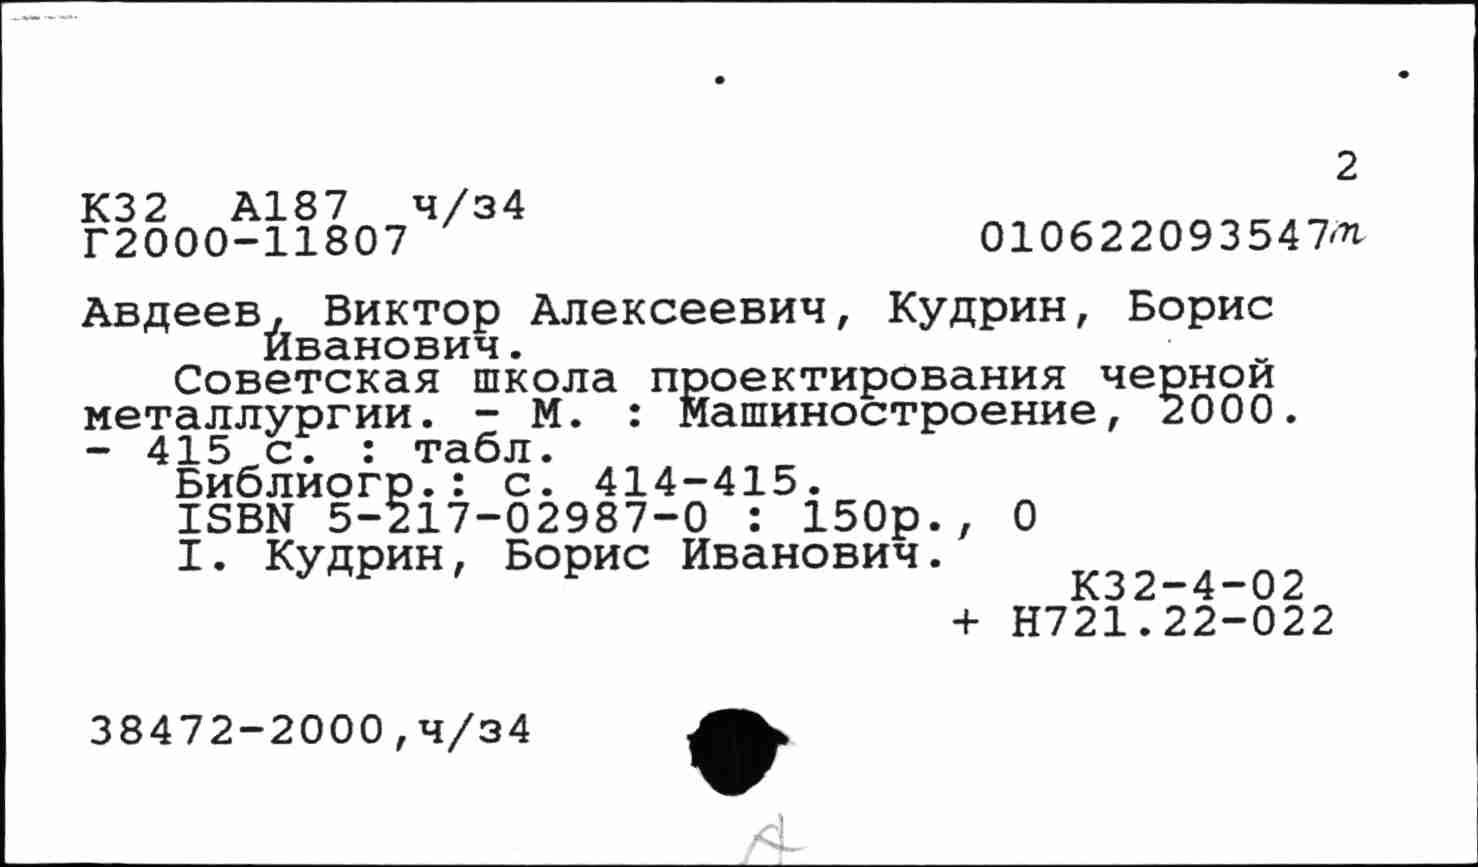 2
К32 А187 ч/з4
Г2000-11807 010622093547т
Авдеев, Виктор Алексеевич, Кудрин, Борис
Иванович.
Советская школа проектирования черной
металлургии. - М. : Машиностроение, 2000.
- 415 с. : табл.
Библиогр.: с. 414-415.
ISBN 5-217-02987-0 : 150р., 0
I. Кудрин, Борис Иванович.
К32-4-02
+ Н721.22-022
38472-2000,ч/з4
А